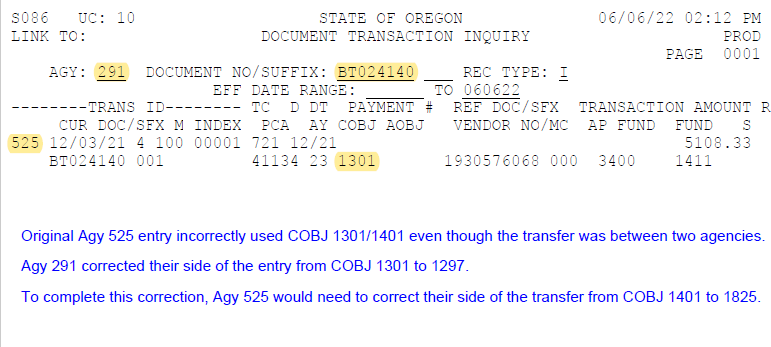 S086 UC: 10 STATE OF OREGON 06/06/22 02:12 PM
LINK TO: DOCUMENT TRANSACTION INQUIRY PROD
PAGE 0001
AGY: 291 DOCUMENT NO/SUFFIX: BT024140 ___ REC TYPE: I
EFF DATE RANGE: ______ TO 060622
--------TRANS ID-------- TC D DT PAYMENT # REF DOC/SFX TRANSACTION AMOUNT R
CUR DOC/SFX M INDEX PCA AY COBJ AOBJ VENDOR NO/MC AP FUND FUND S
525 12/03/21 4 100 00001 721 12/21 5108.33
BT024140 001 41134 23 1301 1930576068 000 3400 1411
Original Agy 525 entry incorrectly used COBJ 1301/1401 even though the transfer was between two agencies.
Agy 291 corrected their side of the entry from COBJ 1301 to 1297.
To complete this correction, Agy 525 would need to correct their side of the transfer from COBJ 1401 to 1825.